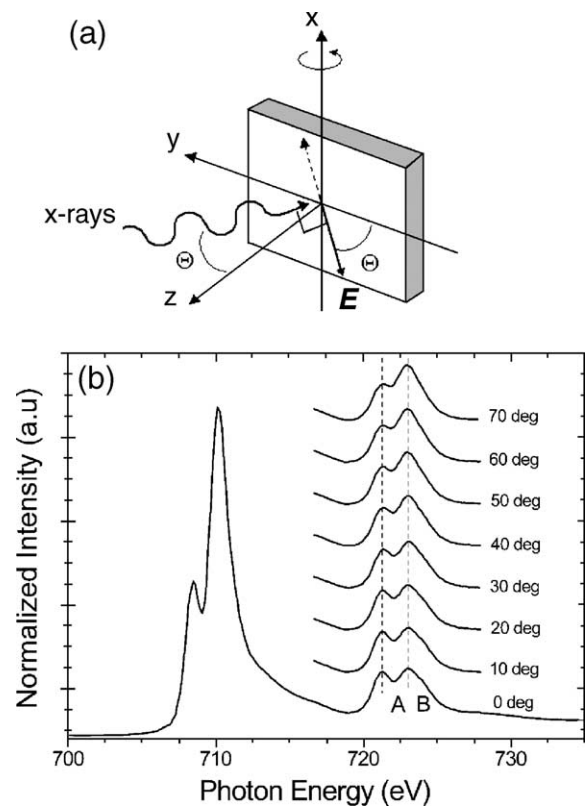 (a)
x
y
x-rays
Θ
Θ
z
E
(b)
Normalized Intensity (a.u)
70 deg
60 deg
50 deg
40 deg
30 deg
20 deg
10 deg
0 deg
A B
700 710 720 730
Photon Energy (eV)